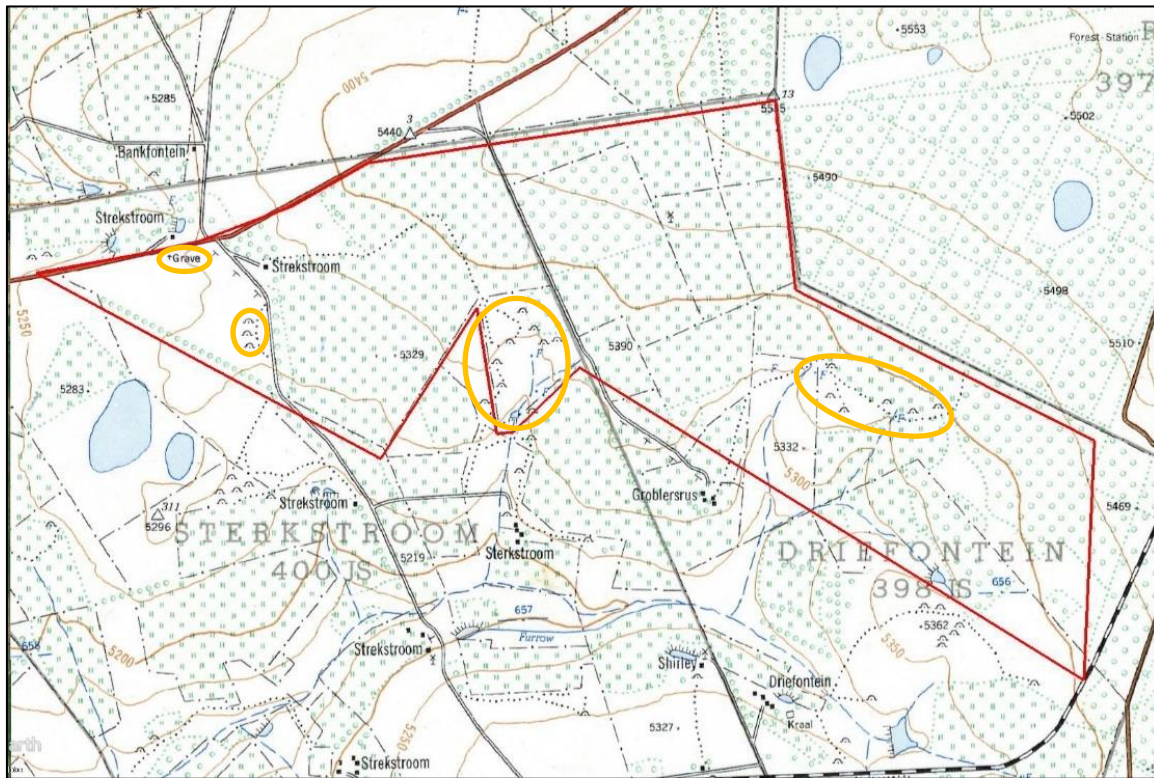 5553
Forest Station
397
5400
5285
3
5440
13
5502
Bankfontein
5490
Strekstroom
Grave
Strekstroom
5250
5498
5329
5390
5510
5283
F
F
F
5332
5300
311
5296
Strekstroom
Groblersrus
5469
STERKSTROOM
400 JS
5219
Sterkstroom
DRIEFONTEIN
398 JS
656
657
5362
Furrow
5200
Strekstroom
5350
Shirley
Driefontein
Kraal
5327
5250
Strekstroom
arth